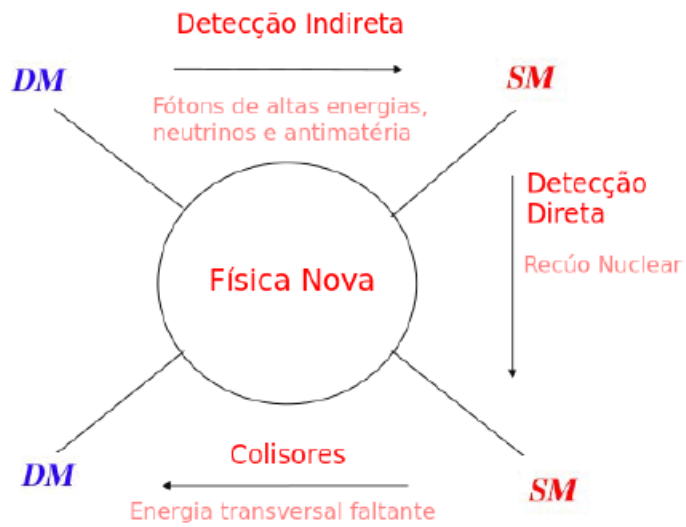 Detecção Indireta
DM
SM
Fótons de altas energias,
neutrinos e antimatéria
Detecção
Direta
Recúo Nuclear
Física Nova
DM
Colisores
SM
Energia transversal faltante